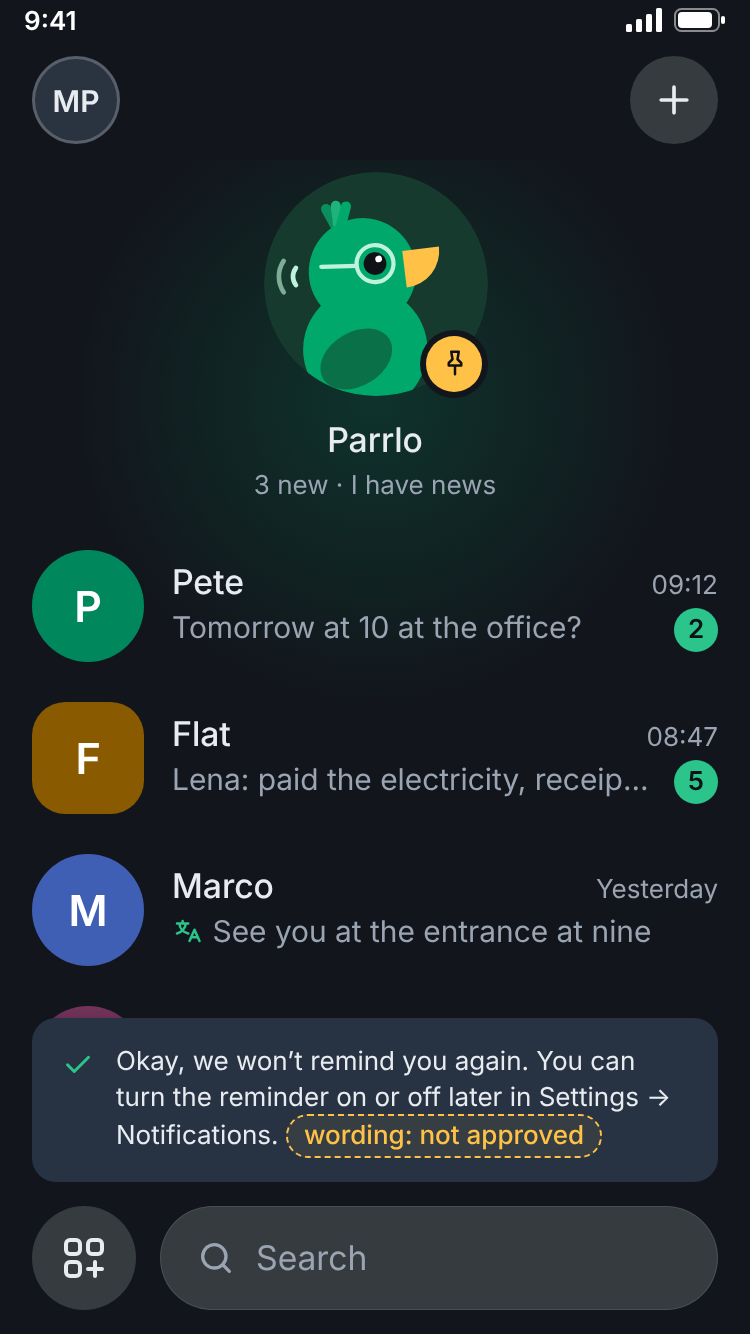 9:41
MP
Parrlo
3 new · I have news
P
Pete
09:12
Tomorrow at 10 at the office?
2
F
Flat
08:47
Lena: paid the electricity, receip...
5
M
Marco
Yesterday
See you at the entrance at nine
Okay, we won’t remind you again. You can
turn the reminder on or off later in Settings →
Notifications. wording: not approved
Search